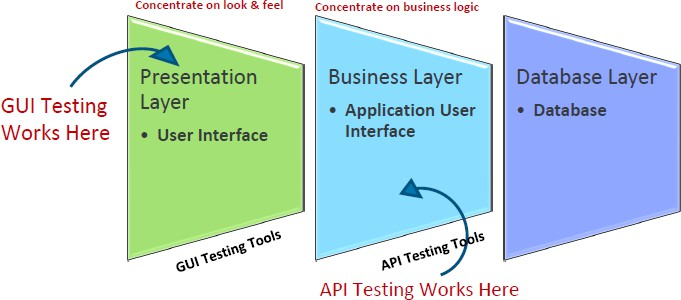 Concentrate on look & feel
Concentrate on business logic
GUI Testing
Works Here
Presentation
Layer
• User Interface
GUI Testing Tools
Business Layer
• Application User
Interface
API Testing Tools
API Testing Works Here
Database Layer
• Database